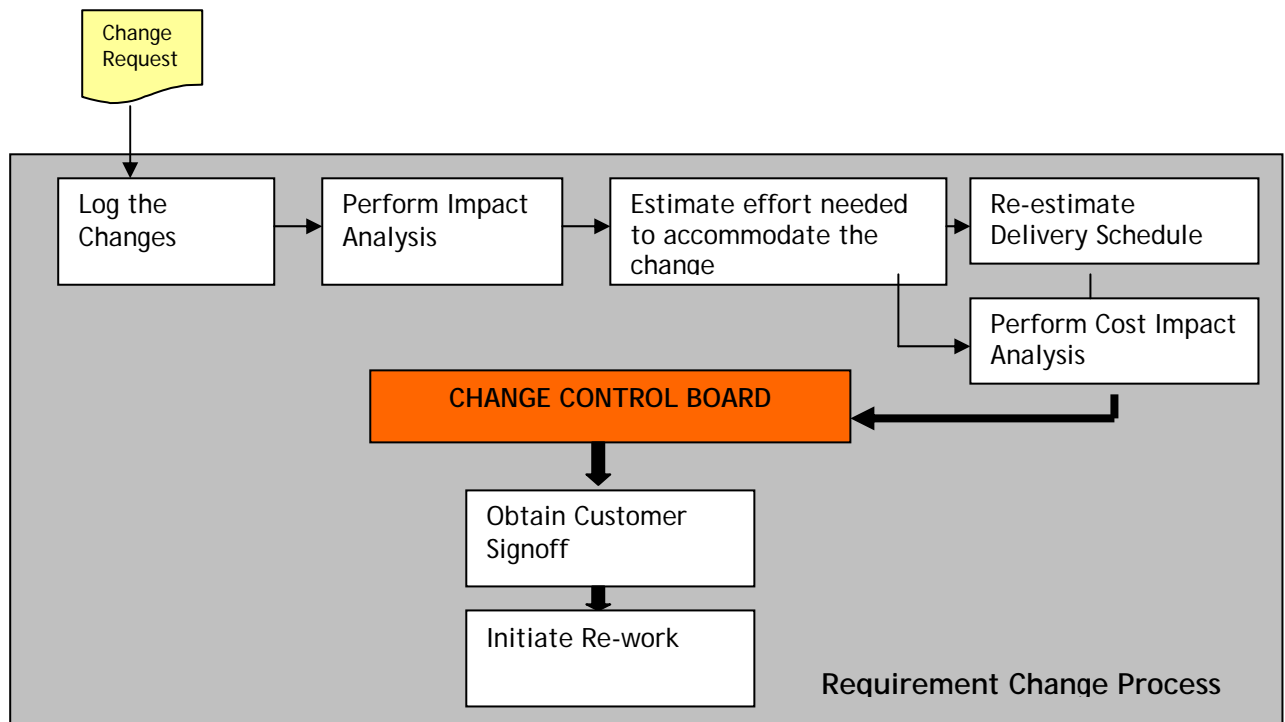 Change
Request
Log the
Changes
Perform Impact
Analysis
Estimate effort needed
to accommodate the
change
Re-estimate
Delivery Schedule
Perform Cost Impact
Analysis
CHANGE CONTROL BOARD
Obtain Customer
Signoff
Initiate Re-work
Requirement Change Process